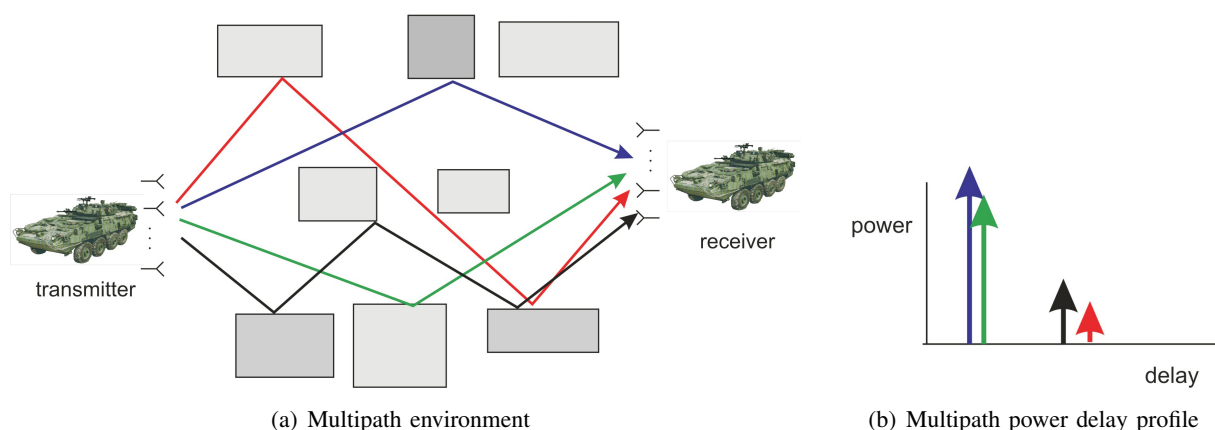 transmitter
receiver
power
delay
(a) Multipath environment
(b) Multipath power delay profile